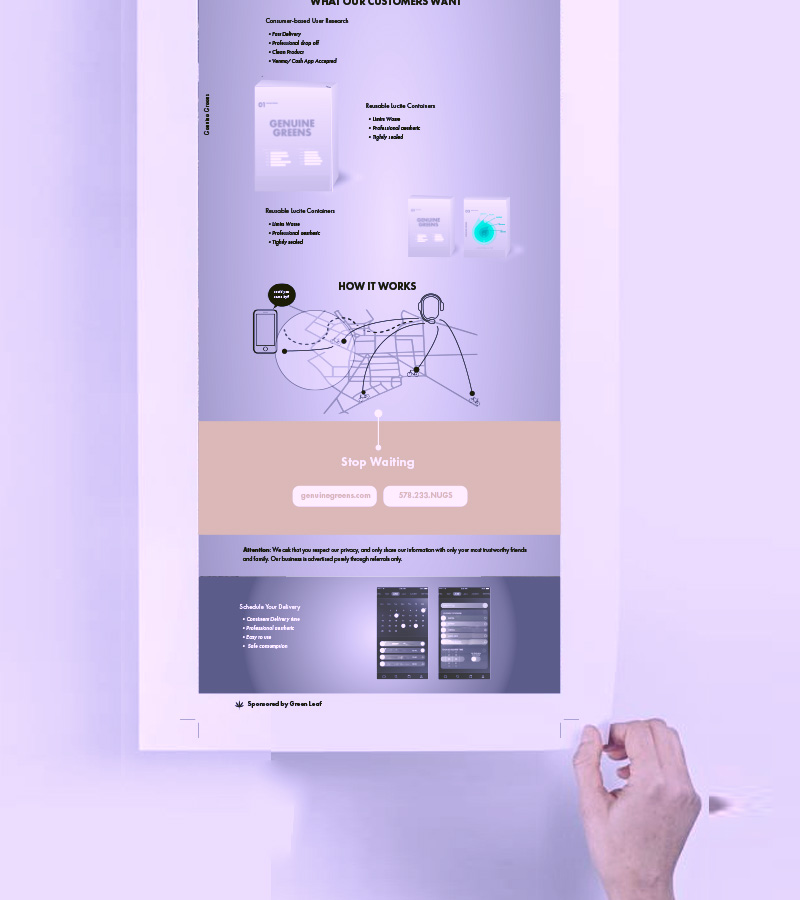 WHAT OUR CUSTOMERS WANT
Consumer-based User Research
• Fast Delivery
• Professional drop off
• Clean Product
• Venmo/ Cash App Accepted
Genuine Greens
GENUINE
GREENS
Reusable Lucite Containers
• Limits Waste
• Professional aesthetic
• Tightly sealed
Reusable Lucite Containers
• Limits Waste
• Professional aesthetic
• Tightly sealed
GENUINE
GREENS
HOW IT WORKS
Stop Waiting
genuinegreens.com
578.233.NUGS
Attention: We ask that you respect our privacy, and only share our information with only your most trustworthy friends
and family. Our business is advertised purely through referrals only.
Schedule Your Delivery
• Consistent Delivery time
• Professional aesthetic
• Easy to use
• Safe consumption
Sponsored by Green Leaf